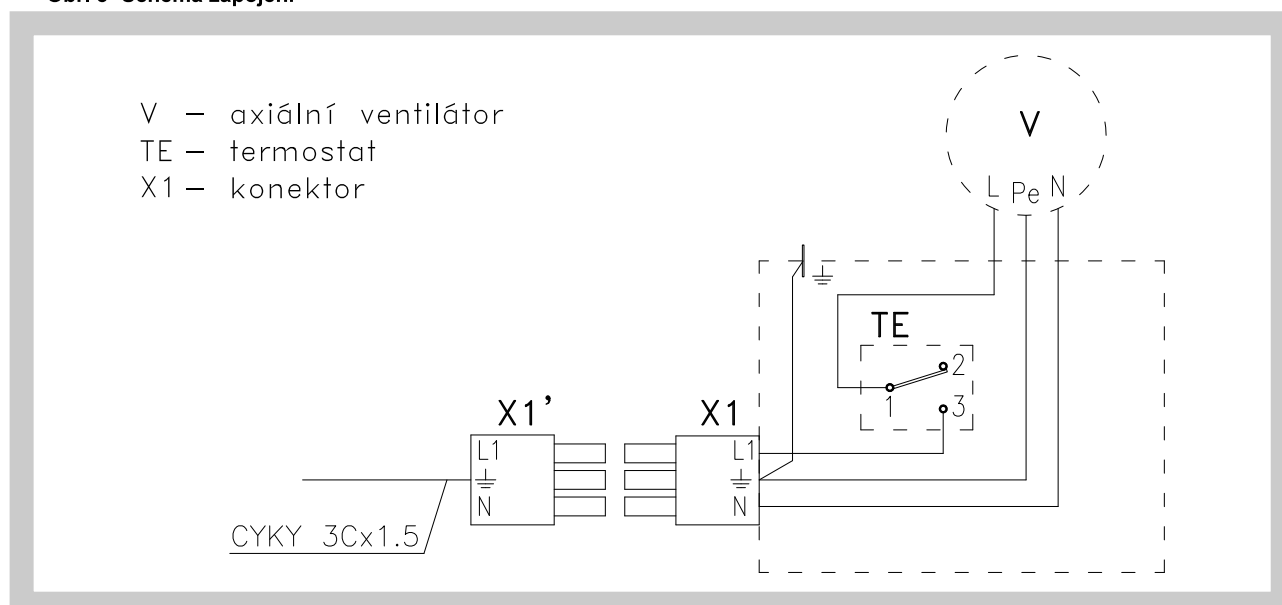 V – axiální ventilátor
TE – termostat
X1 – konektor
V
L Pe N
TE
2
1
3
X1’
X1
L1
N
L1
N
CYKY 3Cx1.5